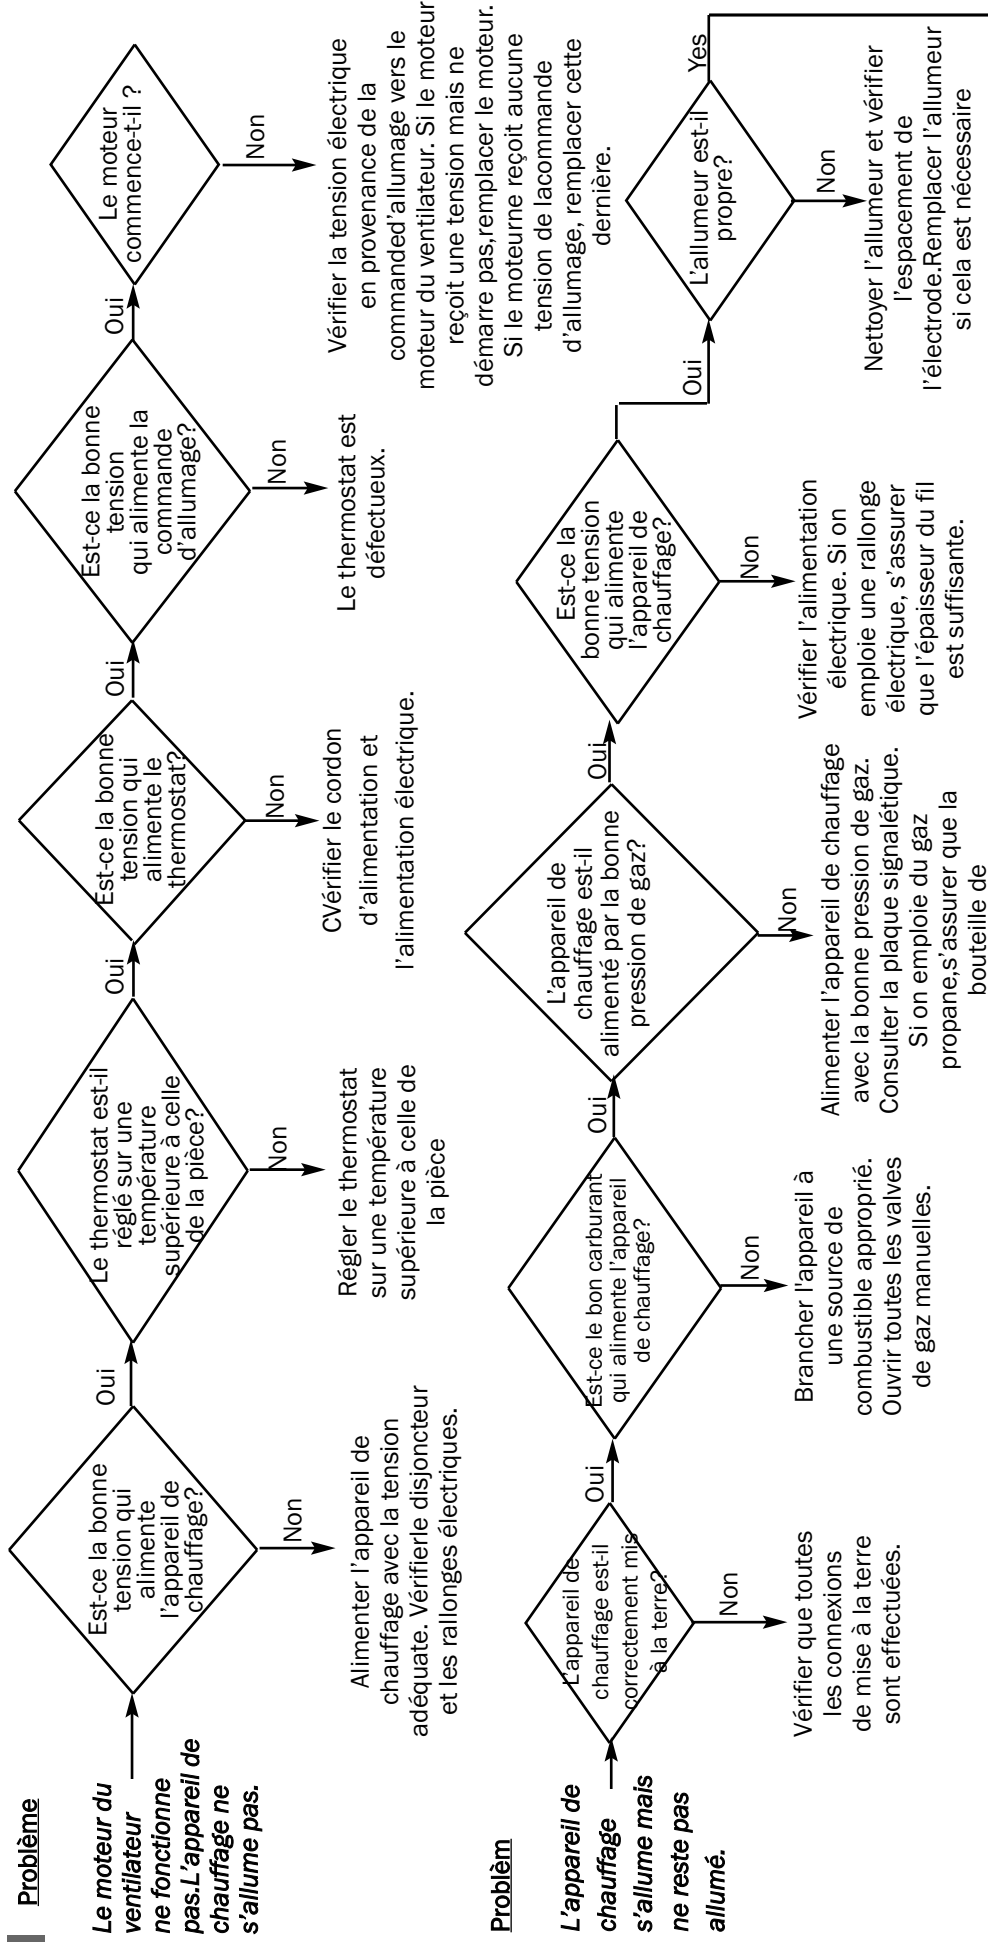 Problème
Le moteur du
ventilateur
ne fonctionne
pas.L'appareil de
chauffage ne
s'allume pas.
Est-ce la bonne
tension qui
alimente
l'appareil de
chauffage?
Oui
Non
Alimenter l'appareil de
chauffage avec la tension
adéquate. Vérifierle disjoncteur
et les rallonges électriques.
Le thermostat est-il
réglé sur une
température
supérieure à celle
de la pièce?
Oui
Non
Régler le thermostat
sur une température
supérieure à celle de
la pièce
Est-ce la bonne
tension qui
alimente le
thermostat?
Oui
Non
CVérifier le cordon
d'alimentation et
l'alimentation électrique.
Est-ce la bonne
tension
qui alimente la
commande
d'allumage?
Oui
Non
Le thermostat est
défectueux.
Le moteur
commence-t-il ?
Non
Vérifier la tension électrique
en provenance de la
commanded'allumage vers le
moteur du ventilateur. Si le moteur
reçoit une tension mais ne
démarre pas,remplacer le moteur.
Si le moteurne reçoit aucune
tension de lacommande
d'allumage, remplacer cette
dernière.
Problèm
L'appareil de
chauffage
s'allume mais
ne reste pas
allumé.
L'appareil de
chauffage est-il
correctement mis
à la terre?
Oui
Non
Vérifier que toutes
les connexions
de mise à la terre
sont effectuées.
Est-ce le bon carburant
qui alimente l'appareil
de chauffage?
Oui
Non
Brancher l'appareil à
une source de
combustible approprié.
Ouvrir toutes les valves
de gaz manuelles.
L'appareil de
chauffage est-il
alimenté par la bonne
pression de gaz?
Oui
Non
Alimenter l'appareil de chauffage
avec la bonne pression de gaz.
Consulter la plaque signalétique.
Si on emploie du gaz
propane,s'assurer que la
bouteille de
Est-ce la
bonne tension
qui alimente
l'appareil de
chauffage?
Oui
Non
Vérifier l'alimentation
électrique. Si on
emploie une rallonge
électrique, s'assurer
que l'épaisseur du fil
est suffisante.
L'allumeur est-il
propre?
Yes
Non
Nettoyer l'allumeur et vérifier
l'espacement de
l'électrode.Remplacer l'allumeur
si cela est nécessaire